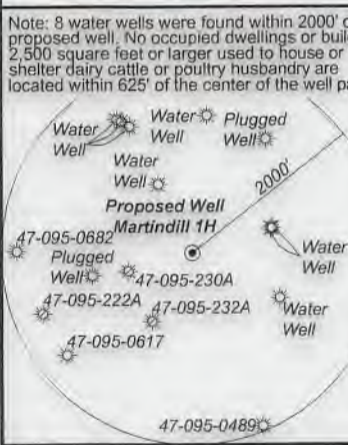 Note: 8 water wells were found within 2000'
proposed well. No occupied dwellings or
2,500 square feet or larger used to house or
shelter dairy cattle or poultry husbandry are
located within 625' of the center of the well
Water Well
Water Plugged
Well
Water
Well
2000'
Proposed Well
Martindill 1H
47-095-0682
Plugged
Well
47-095-230A
Water
Well
47-095-222A
47-095-232A
Water
Well
47-095-0617
47-095-0489